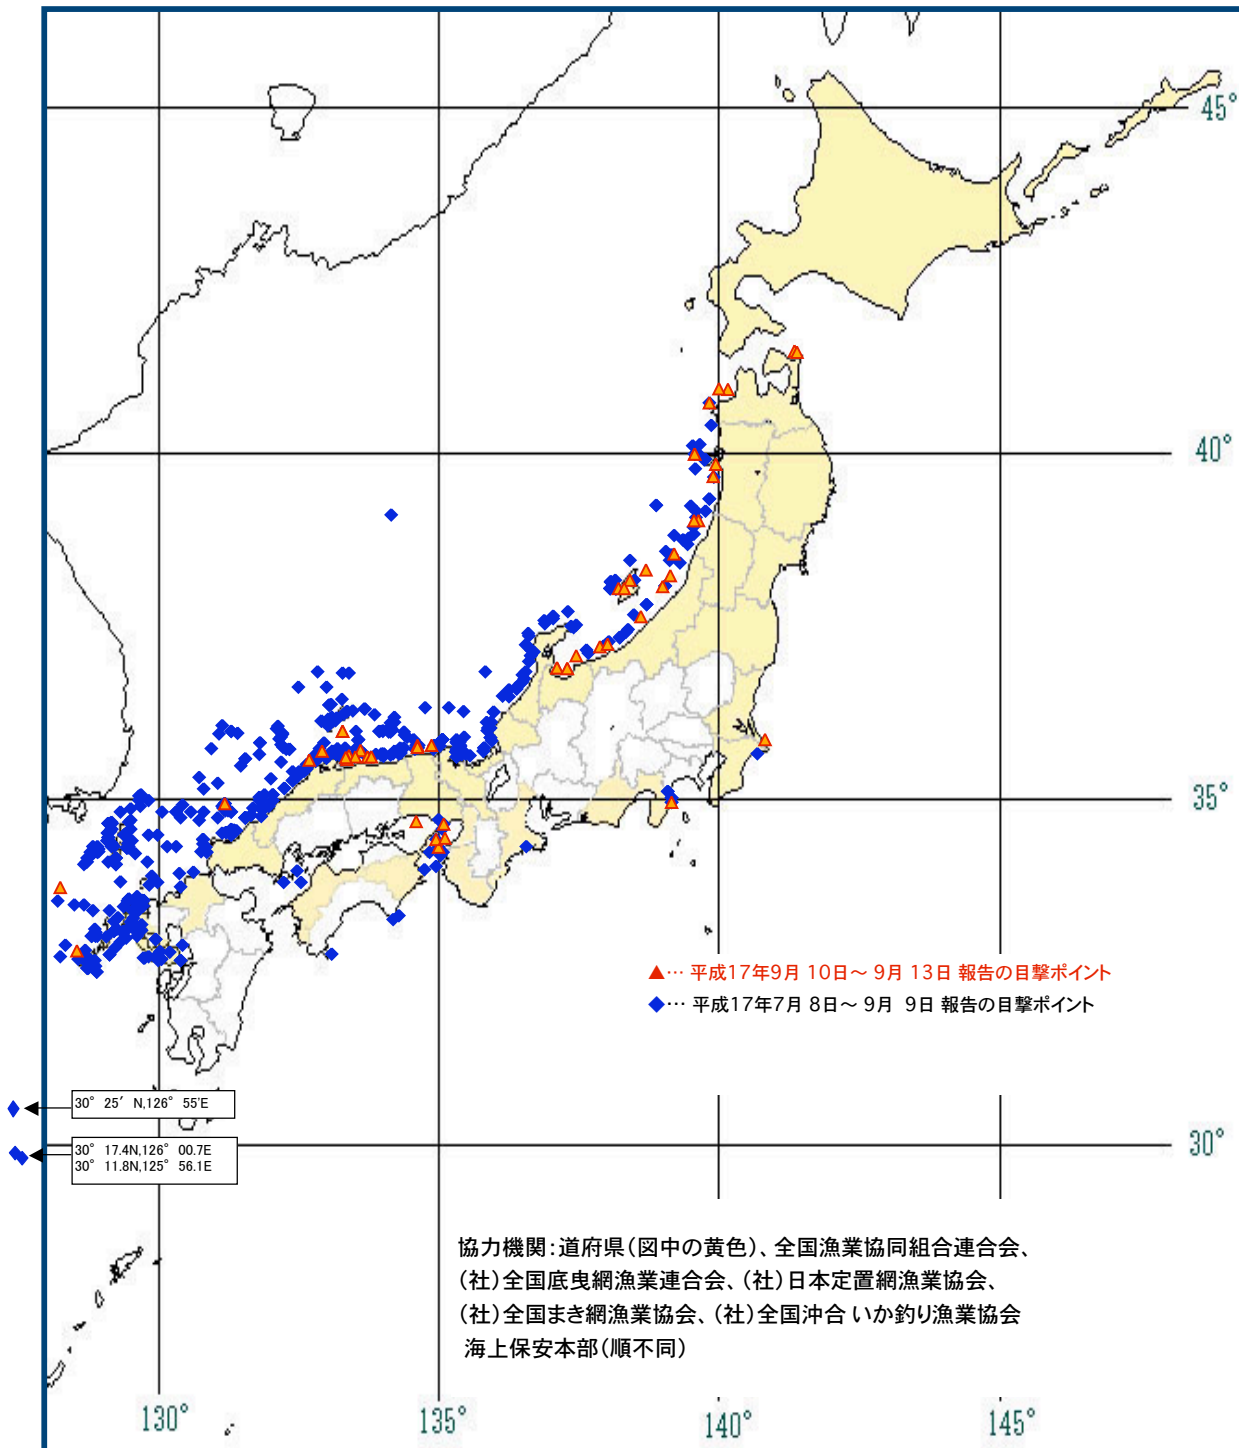 45°
40°
35°
▲… 平成17年9月 10日～ 9月 13日 報告の目撃ポイント
◆… 平成17年7月 8日～ 9月 9日 報告の目撃ポイント
30° 25′ N,126° 55'E
30° 17.4N,126° 00.7E
30° 11.8N,125° 56.1E
30°
協力機関：道府県（図中の黄色）、全国漁業協同組合連合会、
（社）全国底曳網漁業連合会、（社）日本定置網漁業協会、
（社）全国まき網漁業協会、（社）全国沖合いか釣り漁業協会
海上保安本部（順不同）
130°
135°
140°
145°